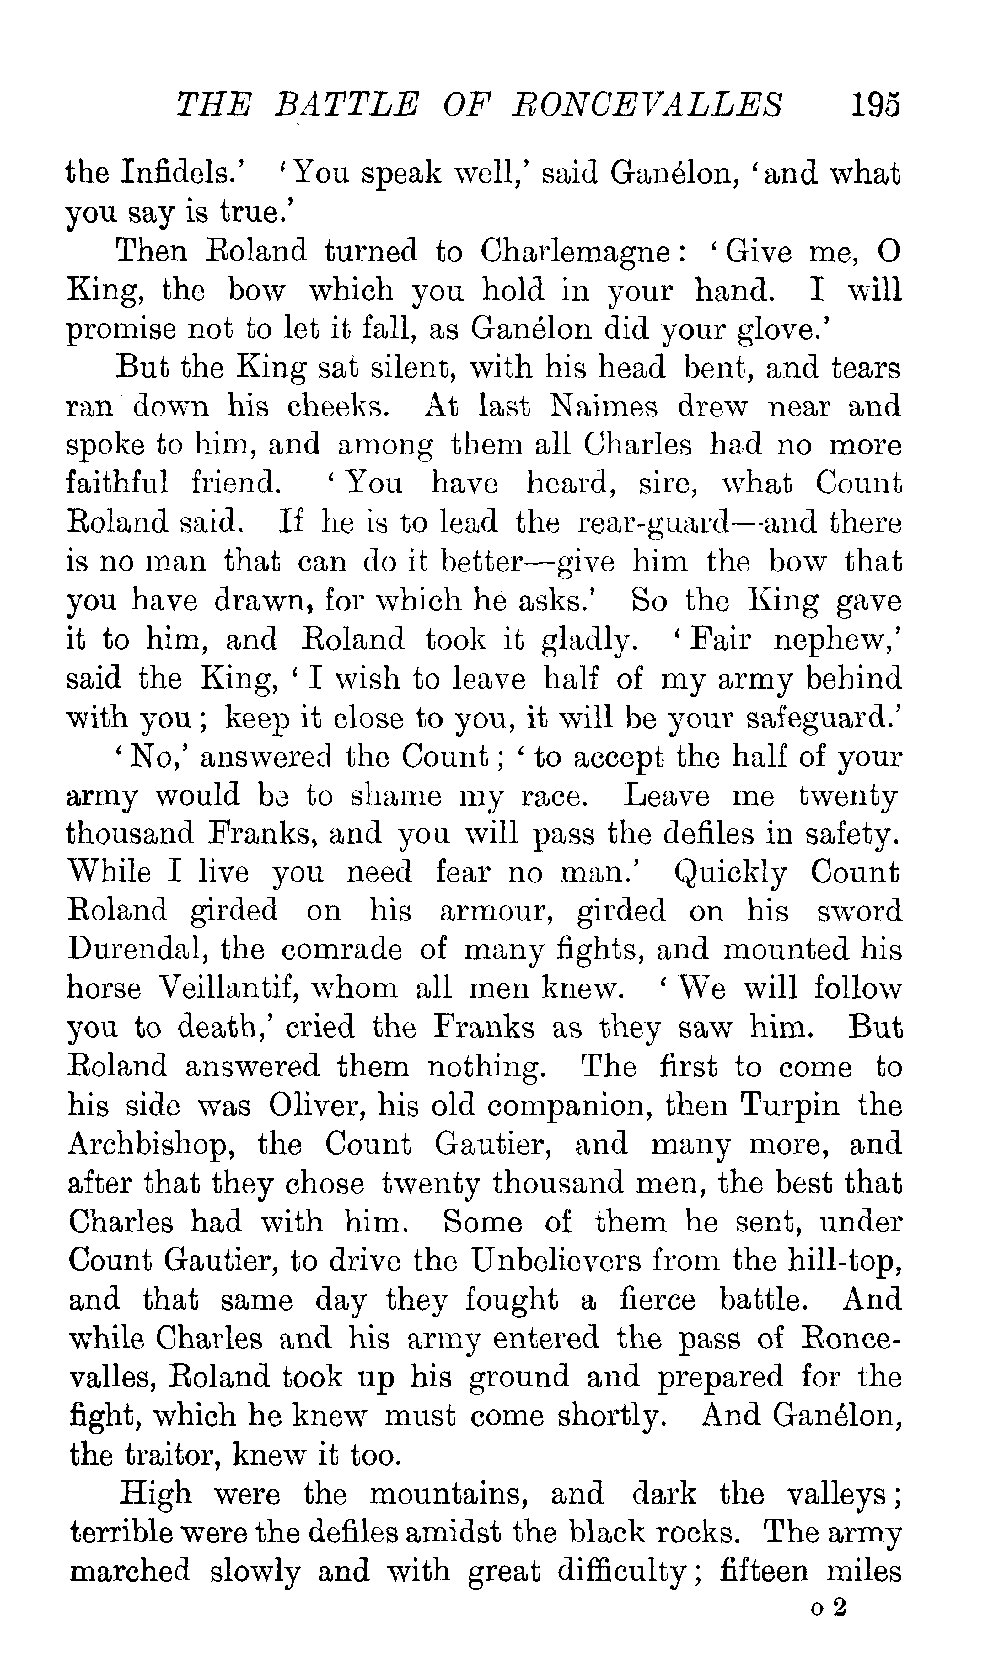 THE BATTLE OF RONCEVALLES 195
the Infidels.' 'You speak well,' said Ganélon, 'and what
you say is true.'
Then Roland turned to Charlemagne: 'Give me, O
King, the bow which you hold in your hand. I will
promise not to let it fall, as Ganélon did your glove.'
But the King sat silent, with his head bent, and tears
ran down his cheeks. At last Naimes drew near and
spoke to him, and among them all Charles had no more
faithful friend. 'You have heard, sire, what Count
Roland said. If he is to lead the rear-guard—and there
is no man that can do it better—give him the bow that
you have drawn, for which he asks.' So the King gave
it to him, and Roland took it gladly. 'Fair nephew,'
said the King, 'I wish to leave half of my army behind
with you; keep it close to you, it will be your safeguard.'
'No,' answered the Count; 'to accept the half of your
army would be to shame my race. Leave me twenty
thousand Franks, and you will pass the defiles in safety.
While I live you need fear no man.' Quickly Count
Roland girded on his armour, girded on his sword
Durendal, the comrade of many fights, and mounted his
horse Veillantif, whom all men knew. 'We will follow
you to death,' cried the Franks as they saw him. But
Roland answered them nothing. The first to come to
his side was Oliver, his old companion, then Turpin the
Archbishop, the Count Gautier, and many more, and
after that they chose twenty thousand men, the best that
Charles had with him. Some of them he sent, under
Count Gautier, to drive the Unbelievers from the hill-top,
and that same day they fought a fierce battle. And
while Charles and his army entered the pass of Ronce-
valles, Roland took up his ground and prepared for the
fight, which he knew must come shortly. And Ganélon,
the traitor, knew it too.
High were the mountains, and dark the valleys;
terrible were the defiles amidst the black rocks. The army
marched slowly and with great difficulty; fifteen miles
o 2